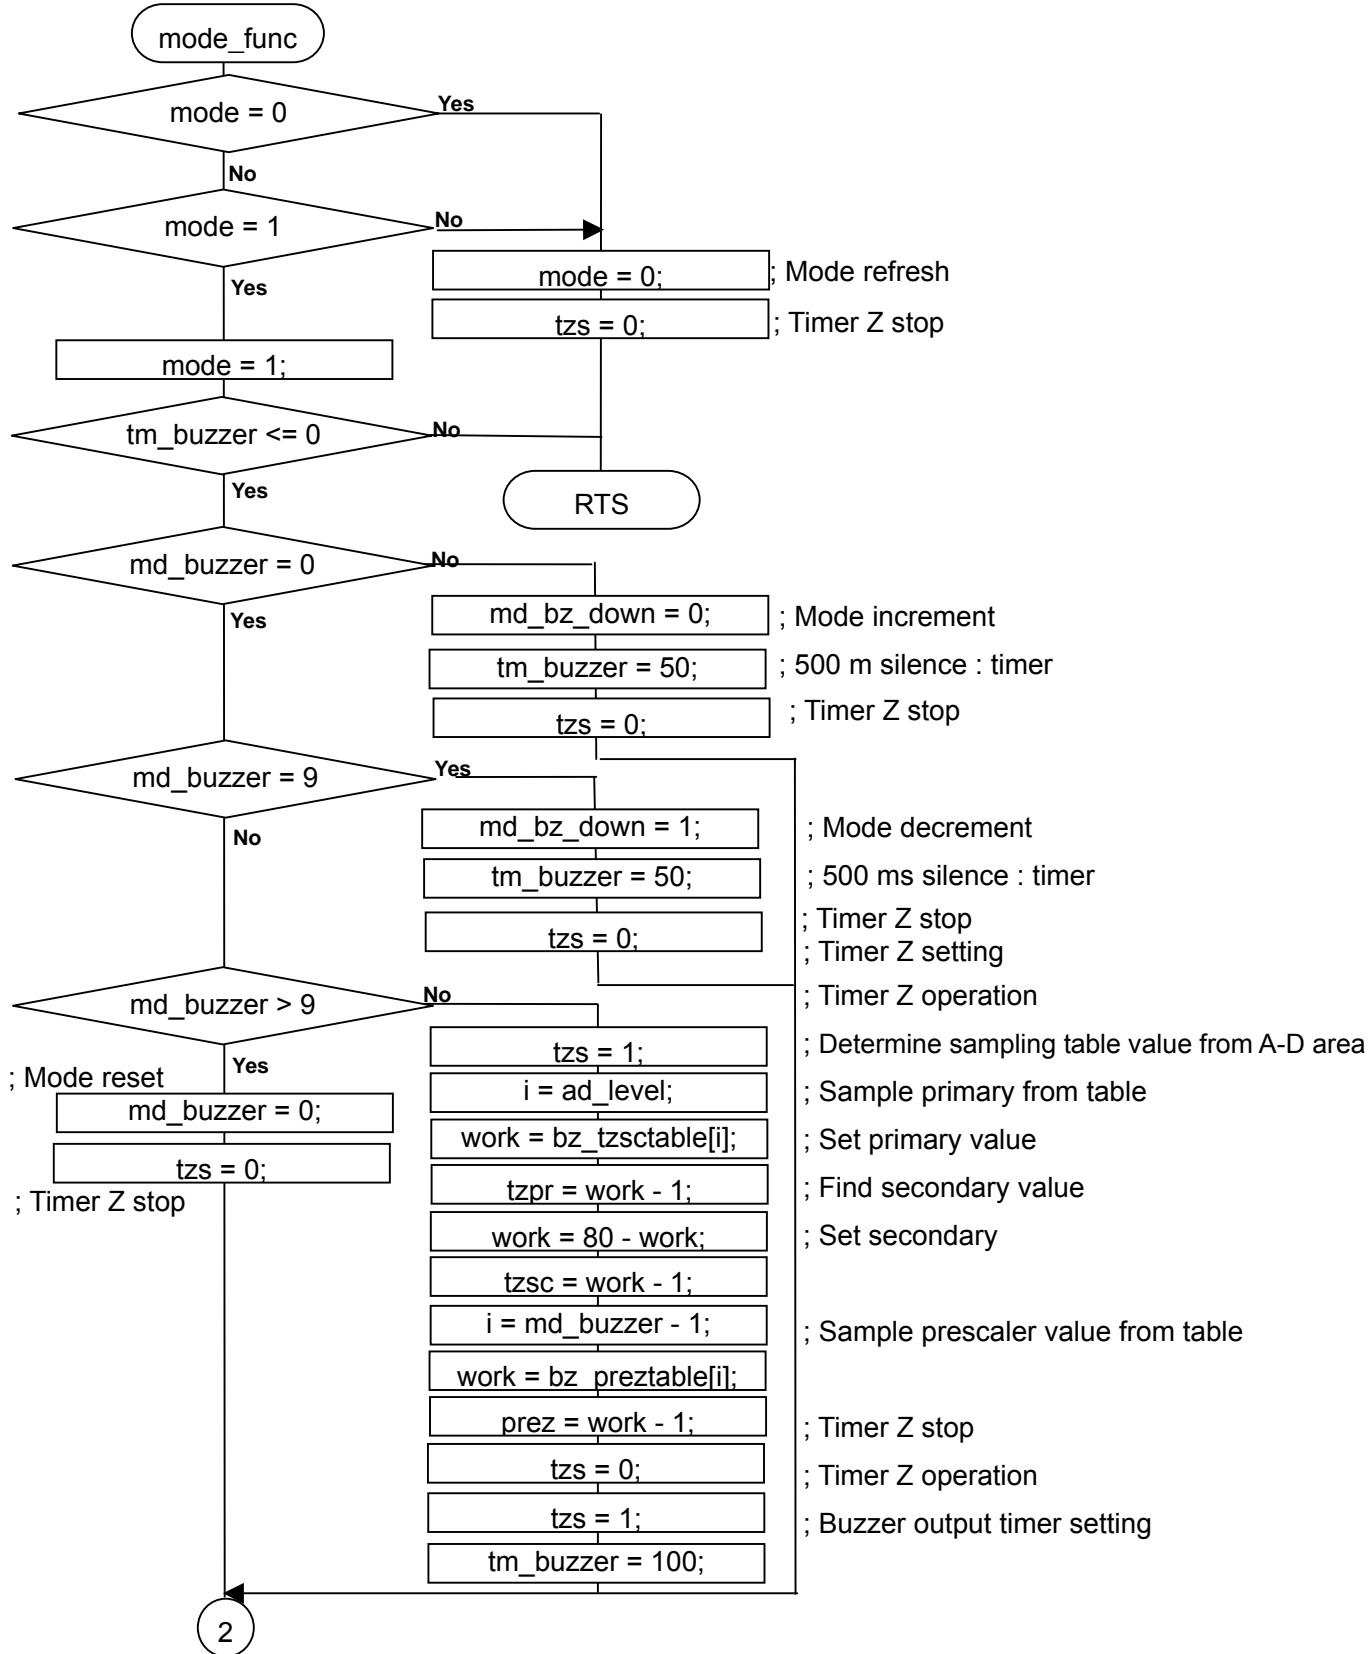 mode_func
mode = 0
Yes
No
mode = 1
No
Yes
mode = 0; ; Mode refresh
tzs = 0; ; Timer Z stop
mode = 1;
tm_buzzer <= 0
No
Yes
RTS
md_buzzer = 0
No
Yes
md_bz_down = 0; ; Mode increment
tm_buzzer = 50; ; 500 m silence : timer
tzs = 0; ; Timer Z stop
md_buzzer = 9
Yes
No
md_bz_down = 1; ; Mode decrement
tm_buzzer = 50; ; 500 ms silence : timer
tzs = 0; ; Timer Z stop
; Timer Z setting
md_buzzer > 9
No
Yes
; Timer Z operation
tzs = 1; ; Determine sampling table value from A-D area
; Mode reset
md_buzzer = 0;
tzs = 0;
; Timer Z stop
i = ad_level; ; Sample primary from table
work = bz_tzsctable[i]; ; Set primary value
tzpr = work - 1; ; Find secondary value
work = 80 - work; ; Set secondary
tzsc = work - 1;
i = md_buzzer - 1; ; Sample prescaler value from table
work = bz_preztable[i];
prez = work - 1; ; Timer Z stop
tzs = 0; ; Timer Z operation
tzs = 1; ; Buzzer output timer setting
tm_buzzer = 100;
2